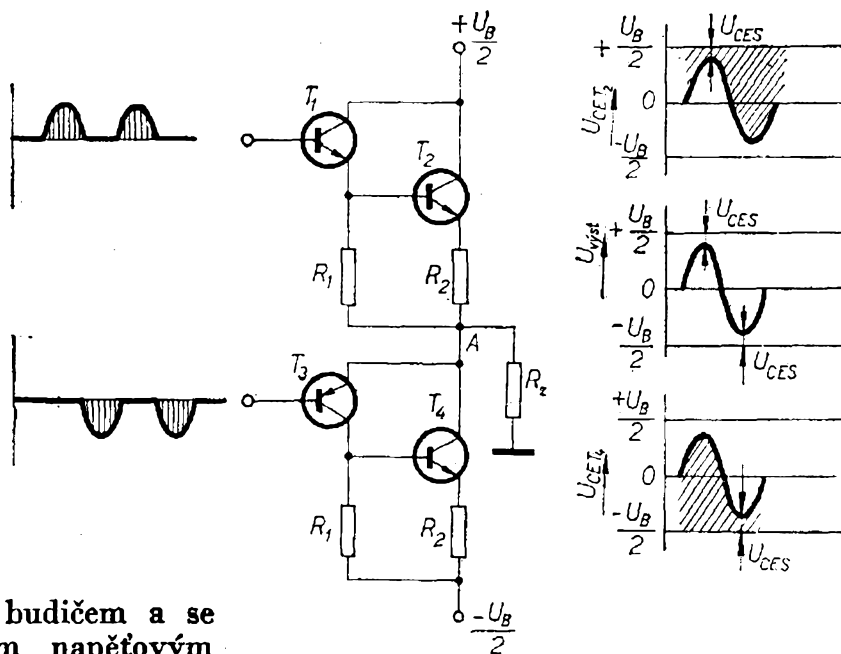 + U_B
2
T₁
T₂
R₁
R₂
A
T₃
T₄
R_z
R₁
R₂
-U_B
2
U_CES
+ U_B
2
U_CET₂
0
-U_B
2
U_CES
+ U_B
2
U_výst
0
-U_B
2
U_CES
+U_B
2
U_CET₄
0
-U_B
2
U_CES
budičem a se
m napěťovým